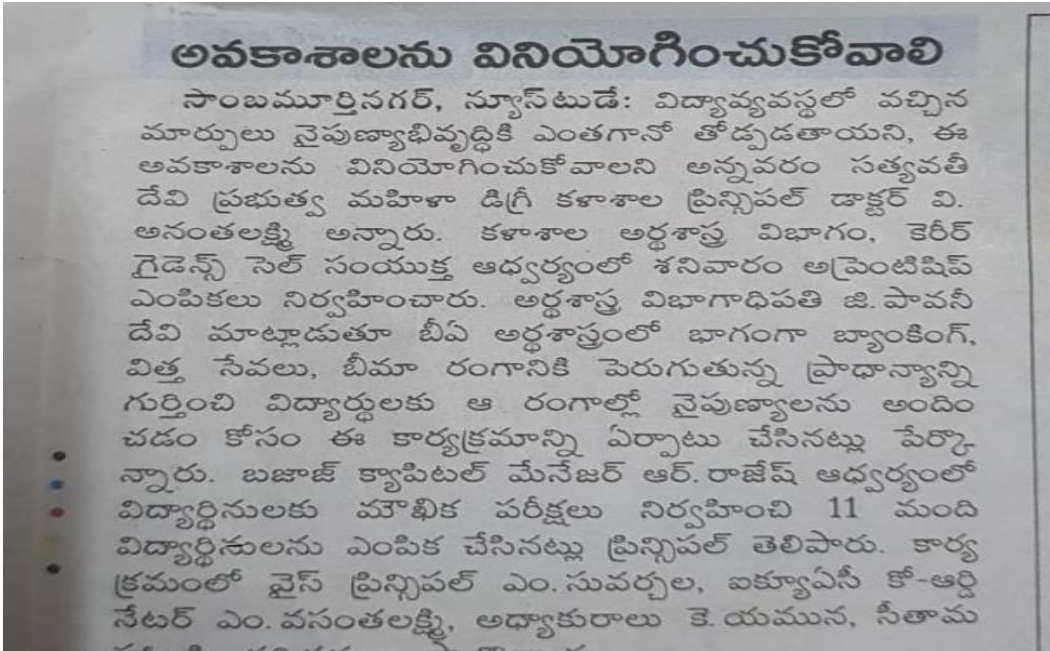 అవకాశాలను వినియోగించుకోవాలి
సాంబమూర్తినగర్, న్యూస్‌టుడే: విద్యావ్యవస్థలో వచ్చిన
మార్పులు నైపుణ్యాభివృద్ధికి ఎంతగానో తోడ్పడతాయని, ఈ
అవకాశాలను వినియోగించుకోవాలని అన్నవరం సత్యవతీ
దేవి ప్రభుత్వ మహిళా డిగ్రీ కళాశాల ప్రిన్సిపల్ డాక్టర్ వి.
అనంతలక్ష్మి అన్నారు. కళాశాల అర్థశాస్త్ర విభాగం, కెరీర్
గైడెన్స్ సెల్ సంయుక్త ఆధ్వర్యంలో శనివారం అప్రెంటిషిప్
ఎంపికలు నిర్వహించారు. అర్థశాస్త్ర విభాగాధిపతి జి. పావనీ
దేవి మాట్లాడుతూ బీఏ అర్థశాస్త్రంలో భాగంగా బ్యాంకింగ్,
విత్త సేవలు, బీమా రంగానికి పెరుగుతున్న ప్రాధాన్యాన్ని
గుర్తించి విద్యార్థులకు ఆ రంగాల్లో నైపుణ్యాలను అందిం
చడం కోసం ఈ కార్యక్రమాన్ని ఏర్పాటు చేసినట్లు పేర్కొ
న్నారు. బజాజ్ క్యాపిటల్ మేనేజర్ ఆర్. రాజేష్ ఆధ్వర్యంలో
విద్యార్థినులకు మౌఖిక పరీక్షలు నిర్వహించి 11 మంది
విద్యార్థినులను ఎంపిక చేసినట్లు ప్రిన్సిపల్ తెలిపారు. కార్య
క్రమంలో వైస్ ప్రిన్సిపల్ ఎం. సువర్చల, ఐక్యూఏసీ కో-ఆర్డి
నేటర్ ఎం. వసంతలక్ష్మి, అధ్యాకురాలు కె. యమున, సీతామ